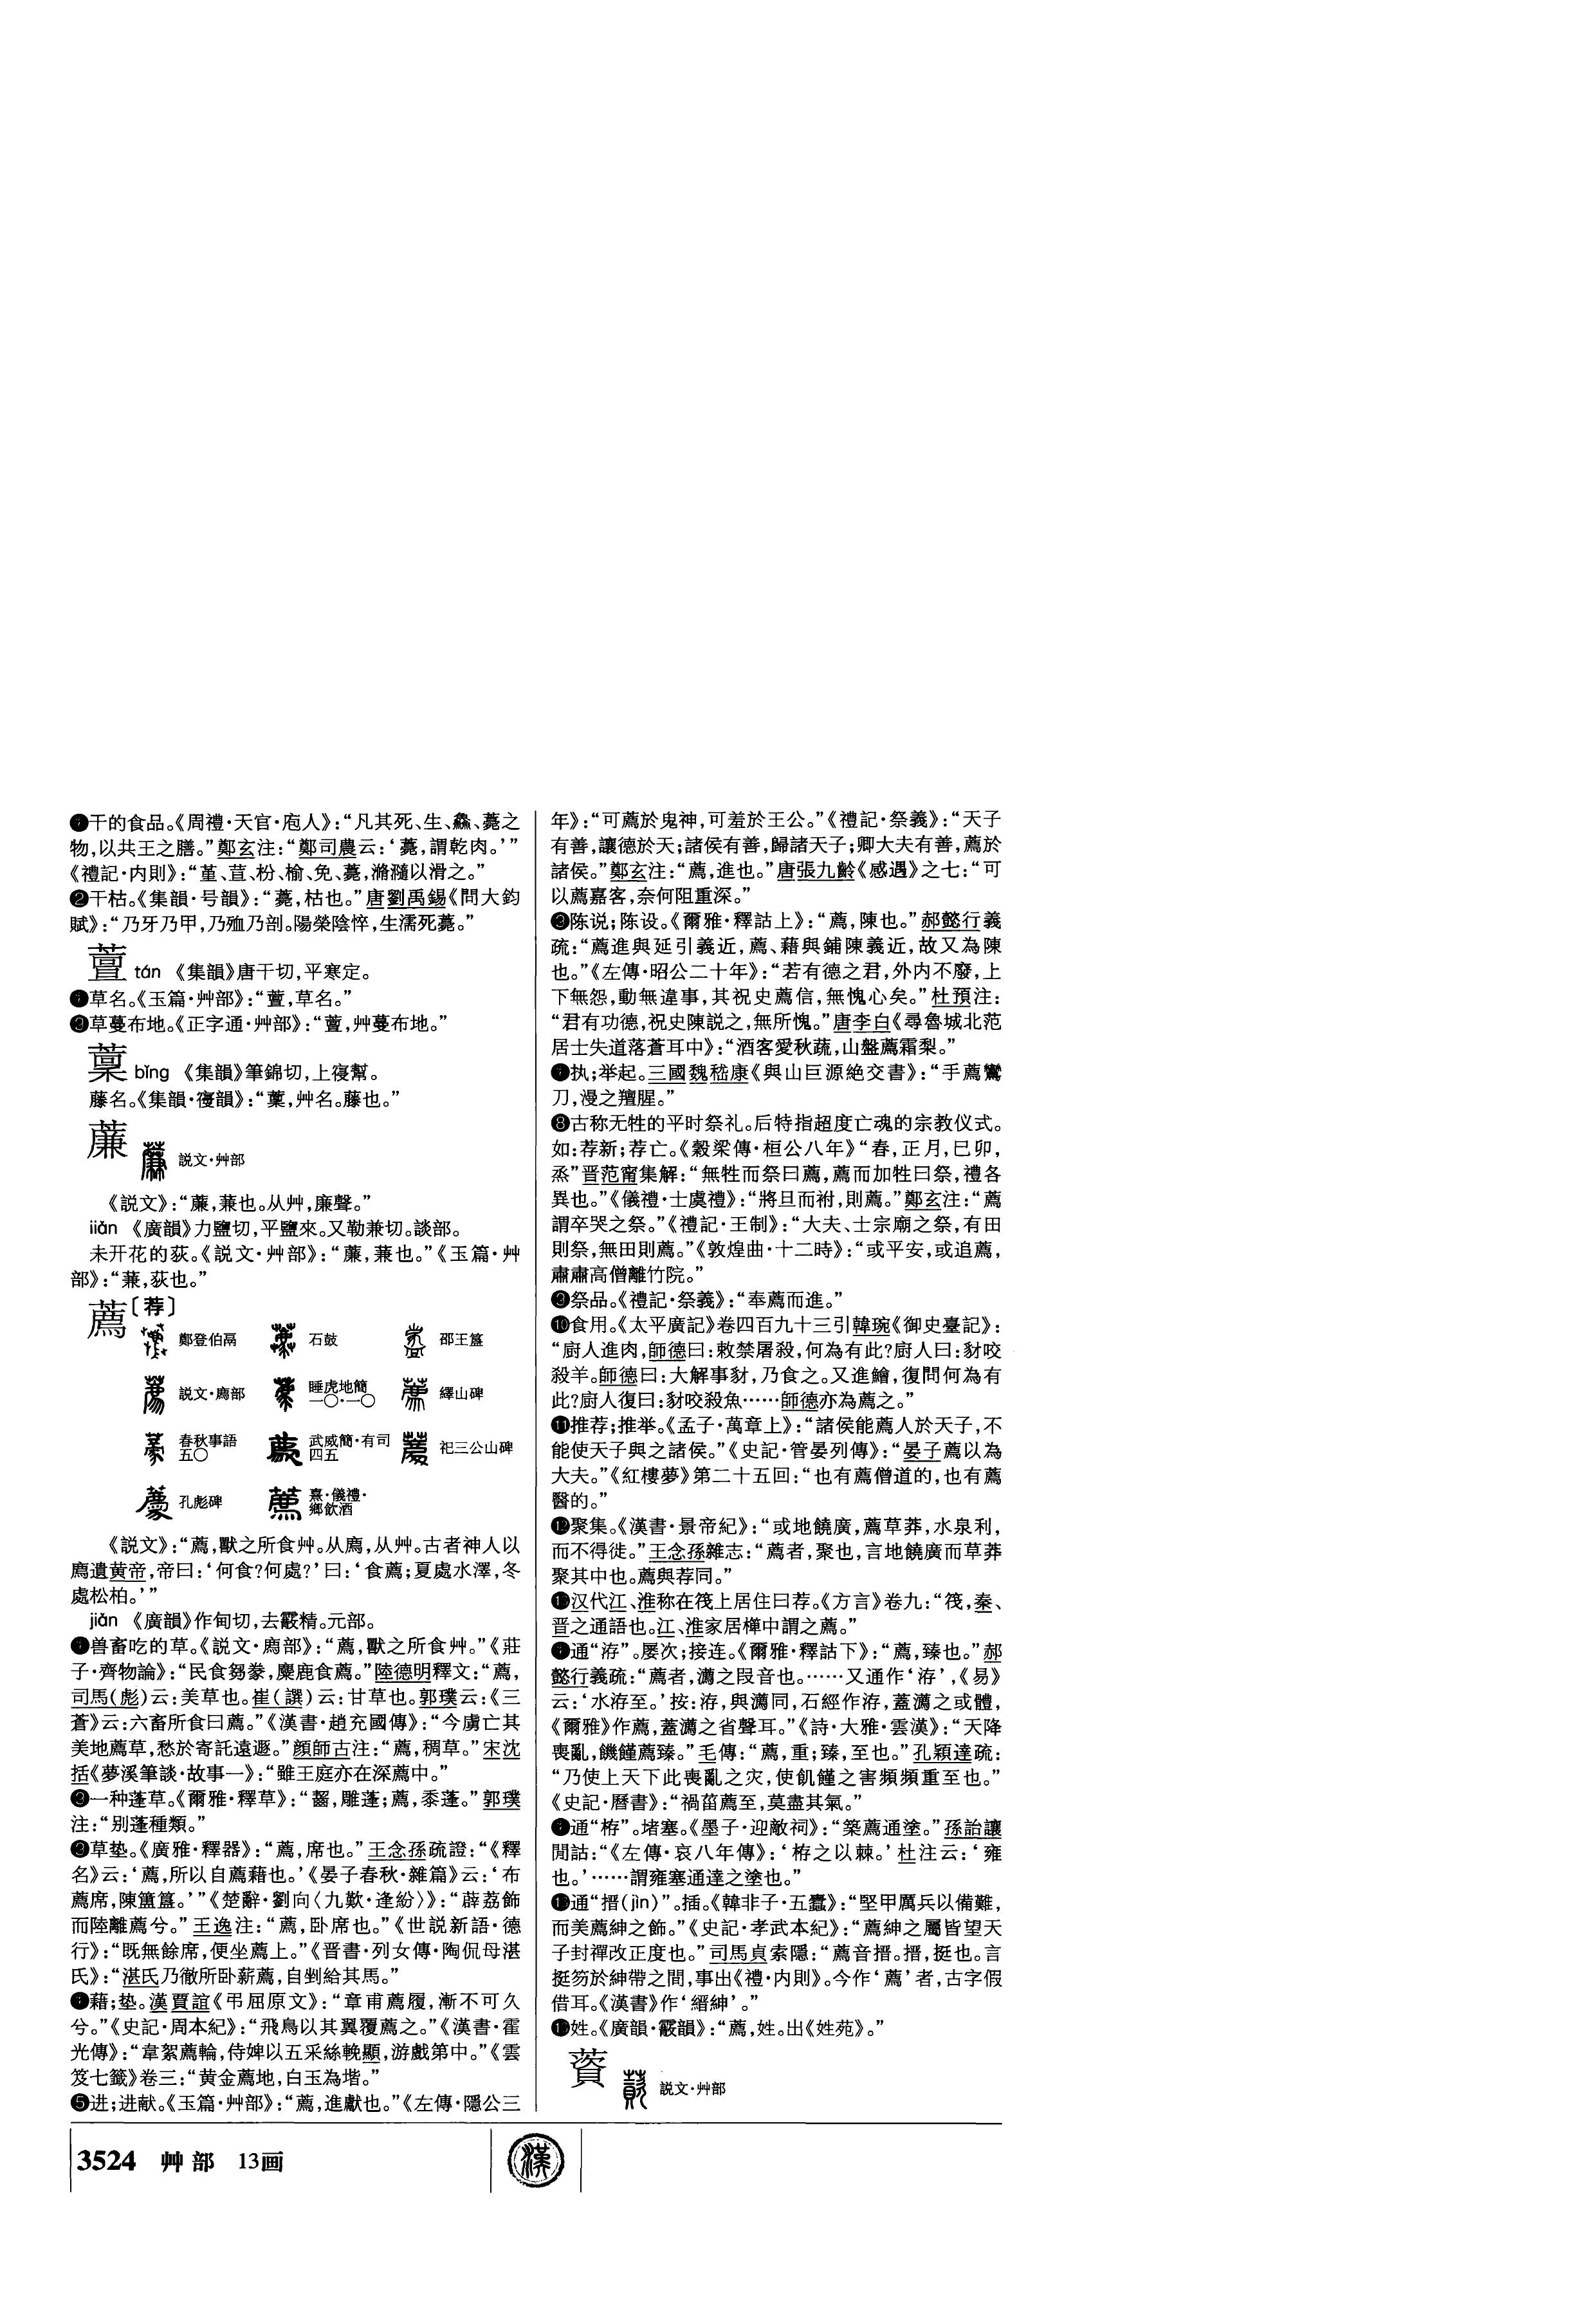 ❶干的食品。《周禮·天官·庖人》：“凡其死、生、鱻、薧之
物，以共王之膳。”鄭玄注：“鄭司農云：‘薧，謂乾肉。’”
《禮記·内則》：“堇、荁、枌、榆、免、薧，滫瀡以滑之。”
❷干枯。《集韻·号韻》：“薧，枯也。”唐劉禹錫《問大鈞
賦》：“乃牙乃甲，乃殈乃剖。陽榮陰悴，生濡死薧。”
tán 《集韻》唐干切，平寒定。
草名。《玉篇·艸部》：“，草名。”
草蔓布地。《正字通·艸部》：“，艸蔓布地。”
bǐng 《集韻》筆錦切，上寑幫。
藤名。《集韻·寑韻》：“，艸名。藤也。”
薕 説文·艸部
《説文》：“薕，蒹也。从艸，廉聲。”
liǎn 《廣韻》力鹽切，平鹽來。又勒兼切。談部。
未开花的荻。《説文·艸部》：“薕，蒹也。”《玉篇·艸
部》：“蒹，荻也。”
薦〔荐〕
鄭登伯鬲 石鼓 邵王簋
説文·廌部 睡虎地簡一〇·一〇 繹山碑
春秋事語五〇 武威簡·有司四五 祀三公山碑
孔彪碑 熹·儀禮·鄉飲酒
《説文》：“薦，獸之所食艸。从廌，从艸。古者神人以
廌遺黄帝，帝曰：‘何食？何處？’曰：‘食薦；夏處水澤，冬
處松柏。’”
jiǎn 《廣韻》作甸切，去霰精。元部。
❶兽畜吃的草。《説文·廌部》：“薦，獸之所食艸。”《莊
子·齊物論》：“民食芻豢，麋鹿食薦。”陸德明釋文：“薦，
司馬（彪）云：美草也。崔（譔）云：甘草也。郭璞云：《三
蒼》云：六畜所食曰薦。”《漢書·趙充國傳》：“今虜亡其
美地薦草，愁於寄託遠遯。”顔師古注：“薦，稠草。”宋沈
括《夢溪筆談·故事一》：“雖王庭亦在深薦中。”
❷一种蓬草。《爾雅·釋草》：“齧，雕蓬；薦，黍蓬。”郭璞
注：“别蓬種類。”
❸草垫。《廣雅·釋器》：“薦，席也。”王念孫疏證：“《釋
名》云：‘薦，所以自薦藉也。’《晏子春秋·雜篇》云：‘布
薦席，陳簠簋。’”《楚辭·劉向〈九歎·逢紛〉》：“薜荔飾
而陸離薦兮。”王逸注：“薦，卧席也。”《世説新語·德
行》：“既無餘席，便坐薦上。”《晋書·列女傳·陶侃母湛
氏》：“湛氏乃徹所卧薪薦，自剉給其馬。”
❹藉；垫。漢賈誼《弔屈原文》：“章甫薦履，漸不可久
兮。”《史記·周本紀》：“飛鳥以其翼覆薦之。”《漢書·霍
光傳》：“韋絮薦輪，侍婢以五采絲輓顯，游戲第中。”《雲
笈七籤》卷三：“黄金薦地，白玉為堦。”
❺进；进献。《玉篇·艸部》：“薦，進獻也。”《左傳·隱公三
年》：“可薦於鬼神，可羞於王公。”《禮記·祭義》：“天子
有善，讓德於天；諸侯有善，歸諸天子；卿大夫有善，薦於
諸侯。”鄭玄注：“薦，進也。”唐張九齡《感遇》之七：“可
以薦嘉客，奈何阻重深。”
❻陈说；陈设。《爾雅·釋詁上》：“薦，陳也。”郝懿行義
疏：“薦進與延引義近，薦、藉與鋪陳義近，故又為陳
也。”《左傳·昭公二十年》：“若有德之君，外内不廢，上
下無怨，動無違事，其祝史薦信，無愧心矣。”杜預注：
“君有功德，祝史陳説之，無所愧。”唐李白《尋魯城北范
居士失道落蒼耳中》：“酒客愛秋蔬，山盤薦霜梨。”
❼执；举起。三國魏嵇康《與山巨源絶交書》：“手薦鸞
刀，漫之羶腥。”
❽古称无牲的平时祭礼。后特指超度亡魂的宗教仪式。
如：荐新；荐亡。《穀梁傳·桓公八年》“春，正月，巳卯，
烝”晋范甯集解：“無牲而祭曰薦，薦而加牲曰祭，禮各
異也。”《儀禮·士虞禮》：“將旦而祔，則薦。”鄭玄注：“薦
謂卒哭之祭。”《禮記·王制》：“大夫、士宗廟之祭，有田
則祭，無田則薦。”《敦煌曲·十二時》：“或平安，或追薦，
肅肅高僧離竹院。”
❾祭品。《禮記·祭義》：“奉薦而進。”
❿食用。《太平廣記》卷四百九十三引韓琬《御史臺記》：
“厨人進肉，師德曰：敕禁屠殺，何為有此？厨人曰：豺咬
殺羊。師德曰：大解事豺，乃食之。又進鱠，復問何為有
此？厨人復曰：豺咬殺魚……師德亦為薦之。”
⓫推荐；推举。《孟子·萬章上》：“諸侯能薦人於天子，不
能使天子與之諸侯。”《史記·管晏列傳》：“晏子薦以為
大夫。”《紅樓夢》第二十五回：“也有薦僧道的，也有薦
醫的。”
⓬聚集。《漢書·景帝紀》：“或地饒廣，薦草莽，水泉利，
而不得徙。”王念孫雜志：“薦者，聚也，言地饒廣而草莽
聚其中也。薦與荐同。”
⓭汉代江、淮称在筏上居住曰荐。《方言》卷九：“筏，秦、
晋之通語也。江、淮家居𥴖中謂之薦。”
⓮通“洊”。屡次；接连。《爾雅·釋詁下》：“薦，臻也。”郝
懿行義疏：“薦者，瀳之叚音也。……又通作‘洊’，《易》
云：‘水洊至。’按：洊，與瀳同，石經作洊，蓋瀳之或體，
《爾雅》作薦，蓋瀳之省聲耳。”《詩·大雅·雲漢》：“天降
喪亂，饑饉薦臻。”毛傳：“薦，重；臻，至也。”孔穎達疏：
“乃使上天下此喪亂之灾，使飢饉之害頻頻重至也。”
《史記·曆書》：“禍菑薦至，莫盡其氣。”
⓯通“栫”。堵塞。《墨子·迎敵祠》：“築薦通塗。”孫詒讓
閒詁：“《左傳·哀八年傳》：‘栫之以棘。’杜注云：‘雍
也。’……謂雍塞通達之塗也。”
⓰通“搢（jìn）”。插。《韓非子·五蠹》：“堅甲厲兵以備難，
而美薦紳之飾。”《史記·孝武本紀》：“薦紳之屬皆望天
子封禪改正度也。”司馬貞索隱：“薦音搢。搢，挺也。言
挺笏於紳帶之間，事出《禮·内則》。今作‘薦’者，古字假
借耳。《漢書》作‘縉紳’。”
⓱姓。《廣韻·霰韻》：“薦，姓。出《姓苑》。”
薋 説文·艸部
3524 艸部 13画
漢